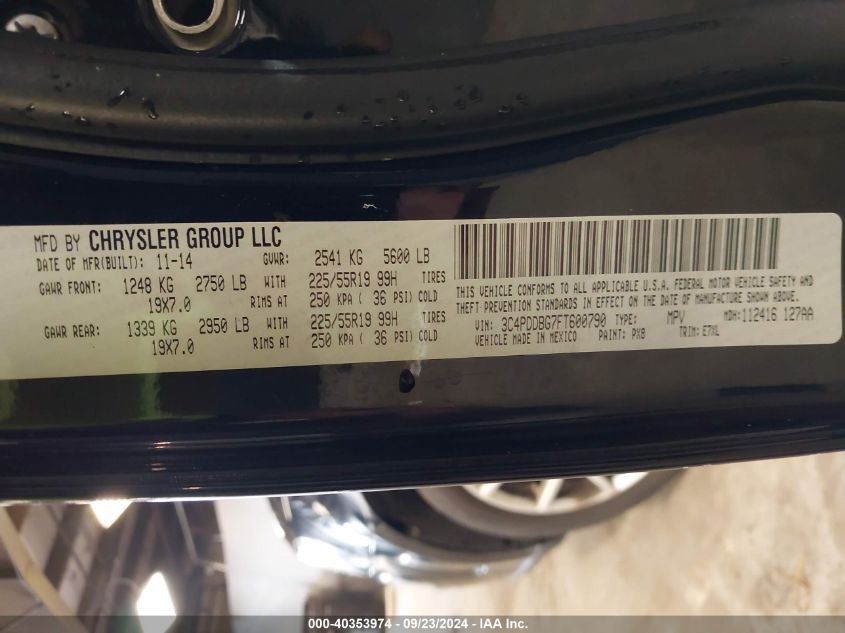 MFD BY CHRYSLER GROUP LLC
DATE OF MFR(BUILT): 11-14 GVWR: 2541 KG 5600 LB
GAWR FRONT: 1248 KG 2750 LB WITH 225/55R19 99H TIRES
19X7.0 RIMS AT 250 KPA ( 36 PSI) COLD
GAWR REAR: 1339 KG 2950 LB WITH 225/55R19 99H TIRES
19X7.0 RIMS AT 250 KPA ( 36 PSI) COLD
THIS VEHICLE CONFORMS TO ALL APPLICABLE U.S.A. FEDERAL MOTOR VEHICLE SAFETY AND
THEFT PREVENTION STANDARDS IN EFFECT ON THE DATE OF MANUFACTURE SHOWN ABOVE.
VIN: 3C4PDDBG7FT600790 TYPE: MPV MDH: 112416 127AA
VEHICLE MADE IN MEXICO PAINT: PX8 TRIM: E7XL
000-40353974 - 09/23/2024 - IAA Inc.